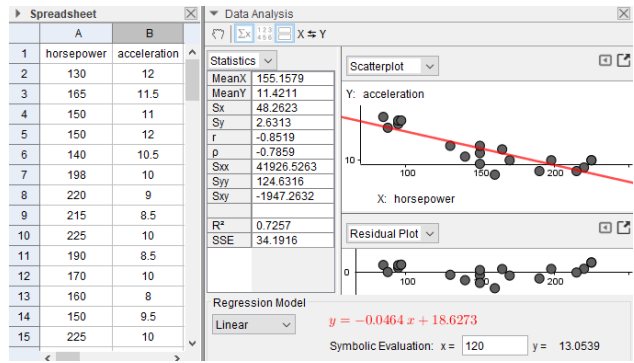 Spreadsheet
A B
1 horsepower acceleration
2 130 12
3 165 11.5
4 150 11
5 150 12
6 140 10.5
7 198 10
8 220 9
9 215 8.5
10 225 10
11 190 8.5
12 170 10
13 160 8
14 150 9.5
15 225 10
Data Analysis
Σx 123 456 X ⇆ Y
Statistics
MeanX 155.1579
MeanY 11.4211
Sx 48.2623
Sy 2.6313
r -0.8519
ρ -0.7859
Sxx 41926.5263
Syy 124.6316
Sxy -1947.2632
R² 0.7257
SSE 34.1916
Scatterplot
Y: acceleration
10
100 150 200
X: horsepower
Residual Plot
0
100 150 200
Regression Model
Linear
y = −0.0464 x + 18.6273
Symbolic Evaluation: x = 120 y = 13.0539